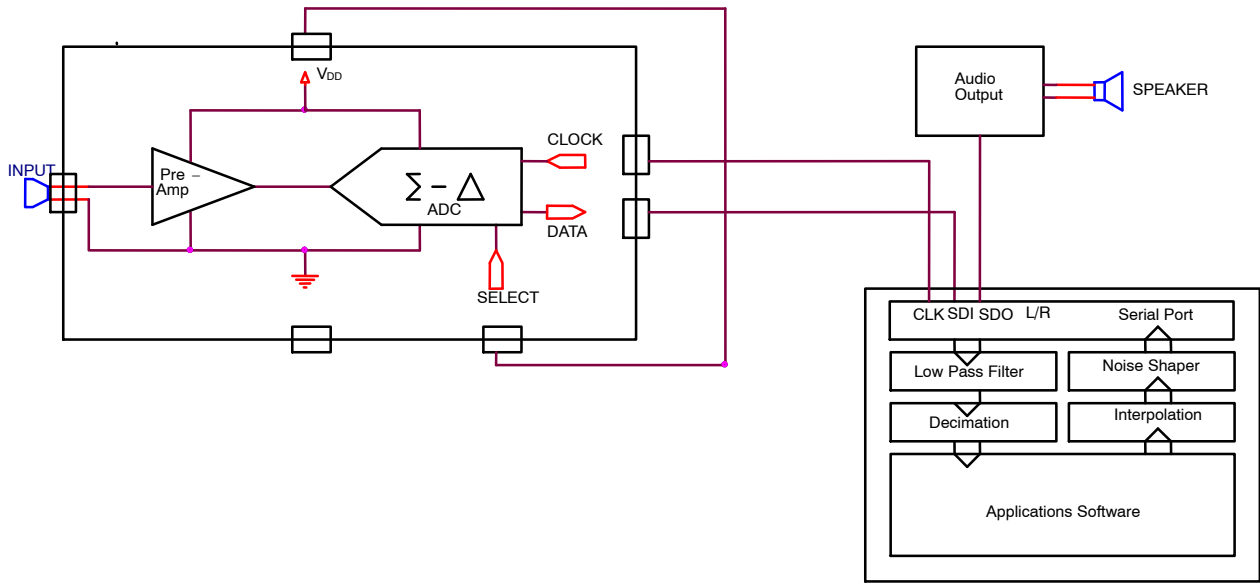 VDD
INPUT
Pre –
Amp
Σ – Δ
ADC
CLOCK
DATA
SELECT
Audio
Output
SPEAKER
CLK SDI SDO L/R Serial Port
Low Pass Filter
Noise Shaper
Decimation
Interpolation
Applications Software